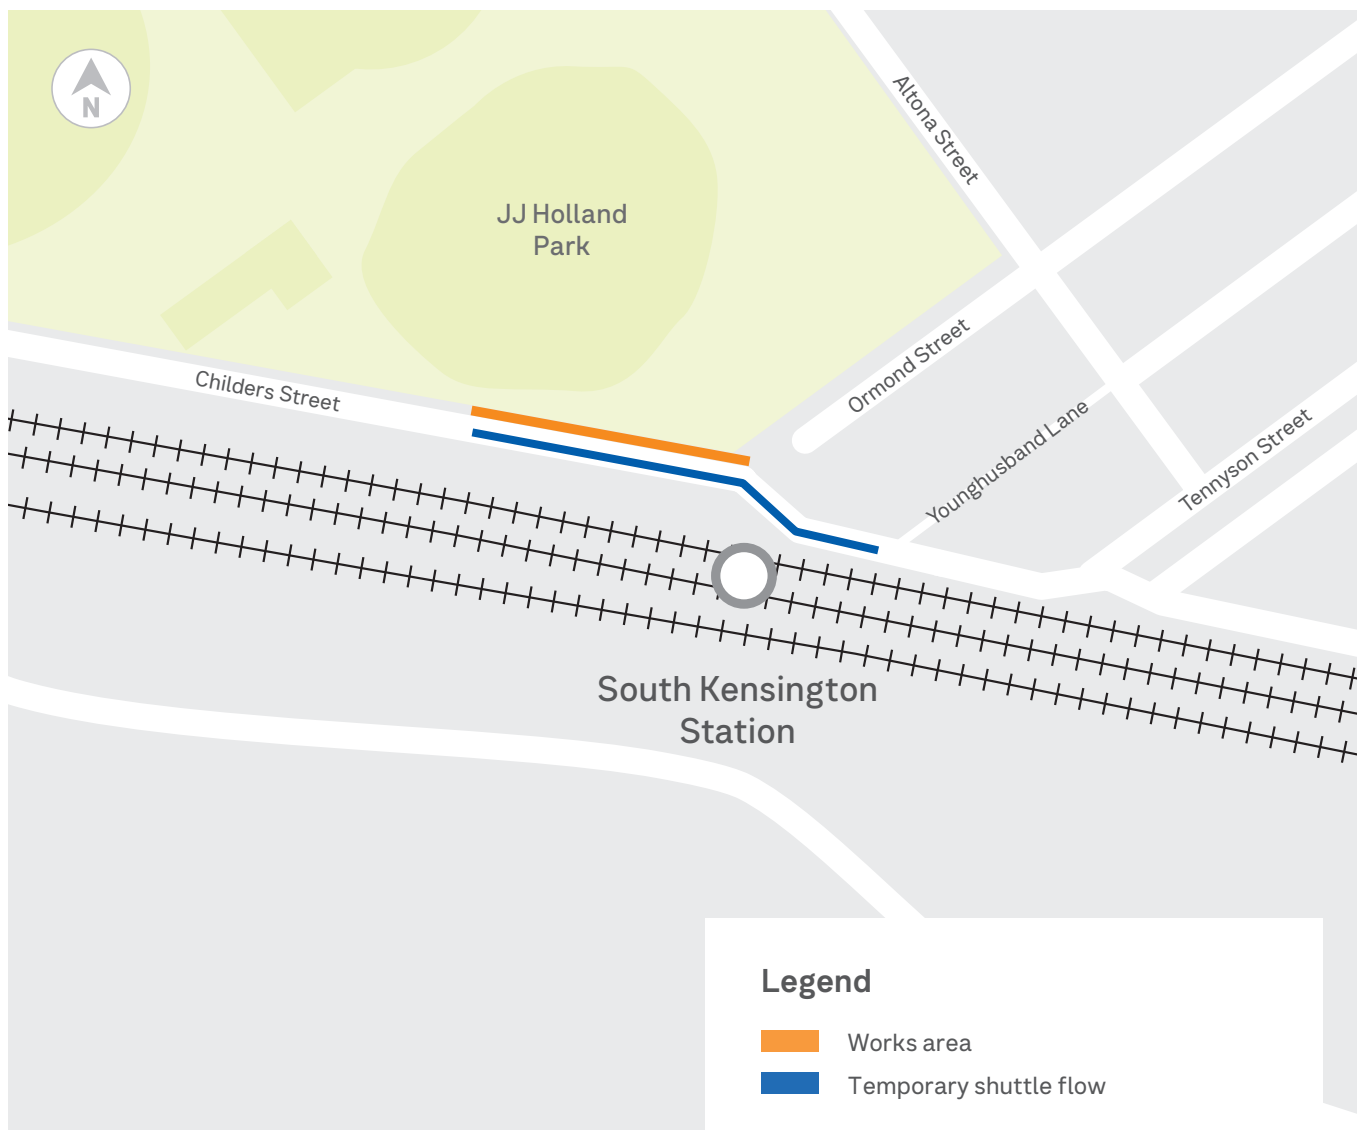 N
Altona Street
JJ Holland
Park
Ormond Street
Childers Street
Younghusband Lane
Tennyson Street
South Kensington
Station
Legend
Works area
Temporary shuttle flow